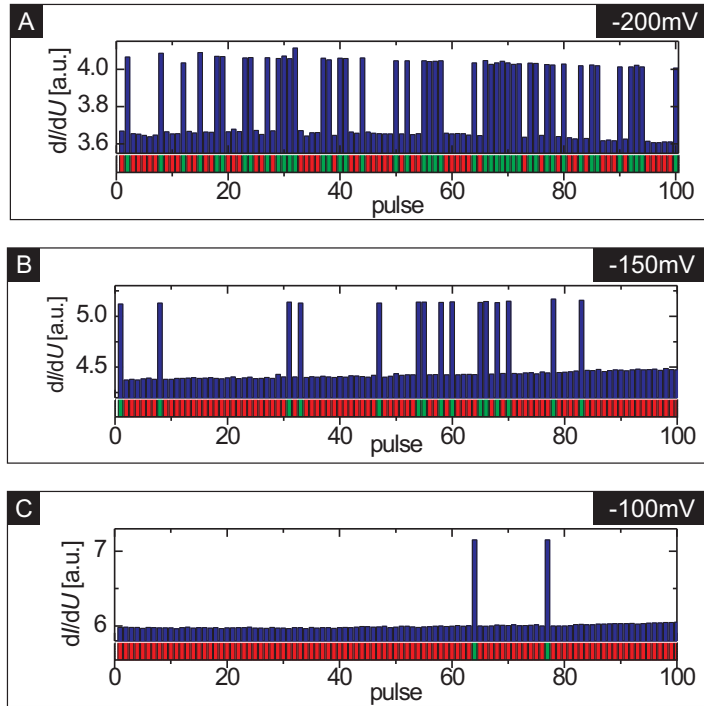 A
-200mV
dI/dU [a.u.]
4.0
3.8
3.6
0 20 40 60 80 100
pulse
B
-150mV
dI/dU [a.u.]
5.0
4.5
0 20 40 60 80 100
pulse
C
-100mV
dI/dU [a.u.]
7
6
0 20 40 60 80 100
pulse